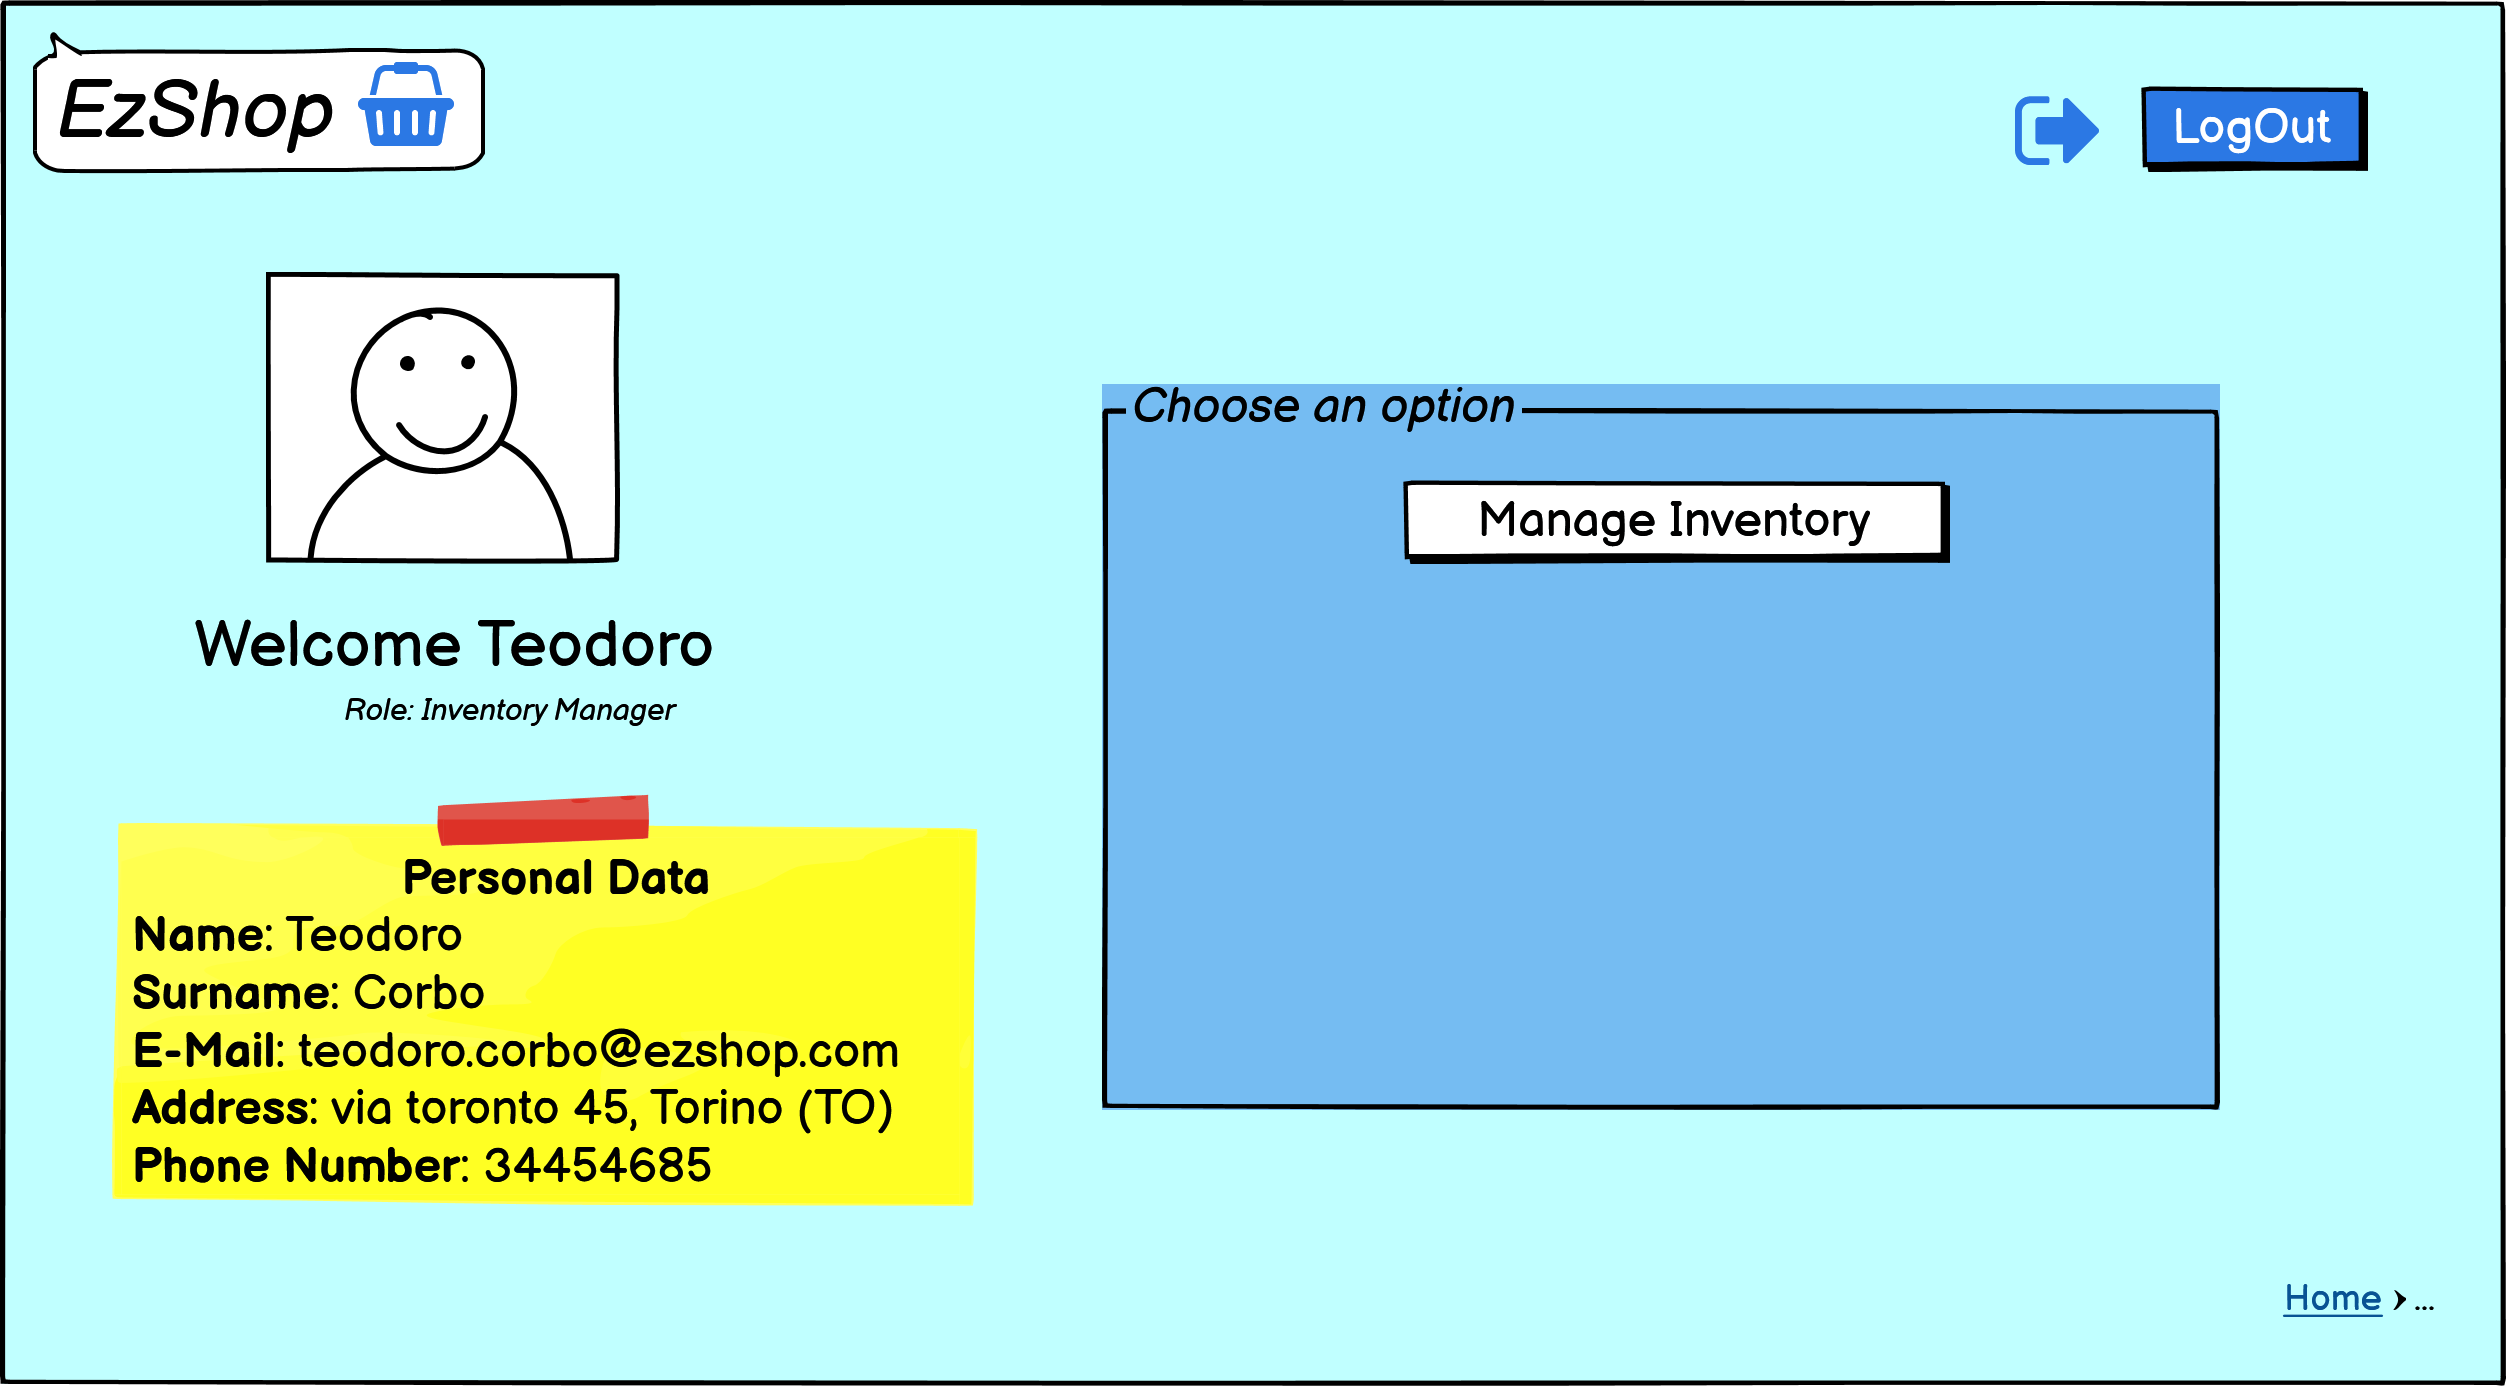 EzShop
LogOut
Choose an option
Manage Inventory
Welcome Teodoro
Role: Inventory Manager
Personal Data
Name: Teodoro
Surname: Corbo
E-Mail: teodoro.corbo@ezshop.com
Address: via toronto 45, Torino (TO)
Phone Number: 34454685
Home > ...